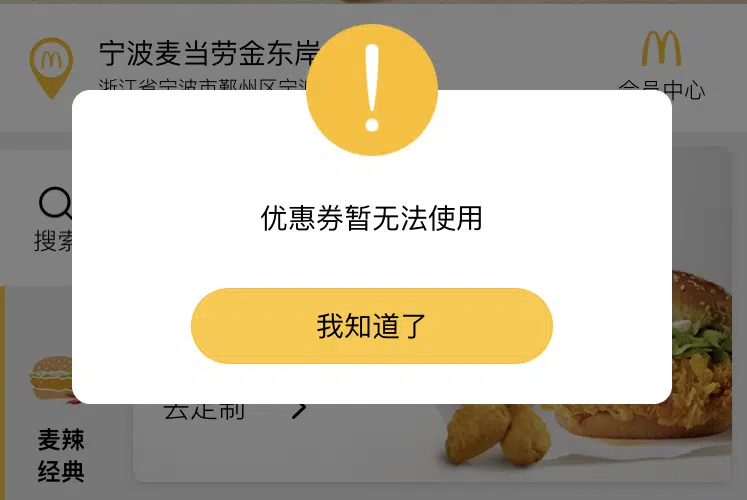 宁波麦当劳金东岸
浙江省宁波市鄞州区宁波
会员中心
优惠券暂无法使用
搜索
我知道了
去定制
麦辣
经典